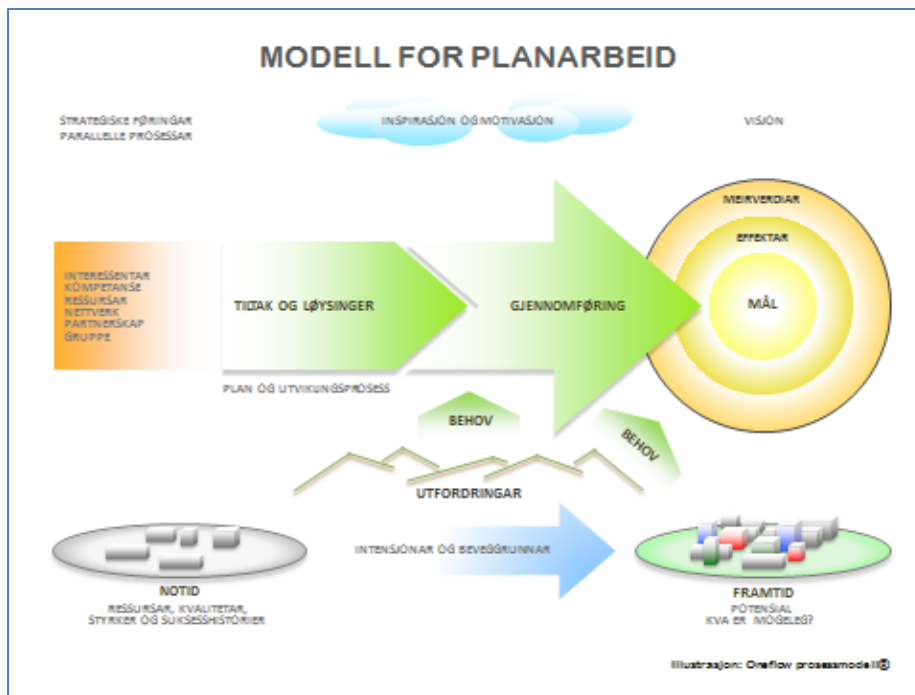 MODELL FOR PLANARBEID
STRATEGISKE FØRINGAR
PARALLELLE PROSESSAR
INSPIRASJON OG MOTIVASJON
VISJON
MEIRVERDIAR
EFFEKTAR
MÅL
INTERESSENTAR
KOMPETANSE
RESSURSAR
NETTVERK
PARTNERSKAP
GRUPPE
TILTAK OG LØYSINGER
GJENNOMFØRING
PLAN OG UTVIKLINGSPROSESS
BEHOV
BEHOV
UTFORDRINGAR
INTENSJONAR OG BEVEGGRUNNAR
NOTID
RESSURSAR, KVALITETAR,
STYRKER OG SUKSESSHISTORIER
FRAMTID
POTENSIAL
KVA ER MOGELEG?
Illustrasjon: Oreflow prosessmodell®